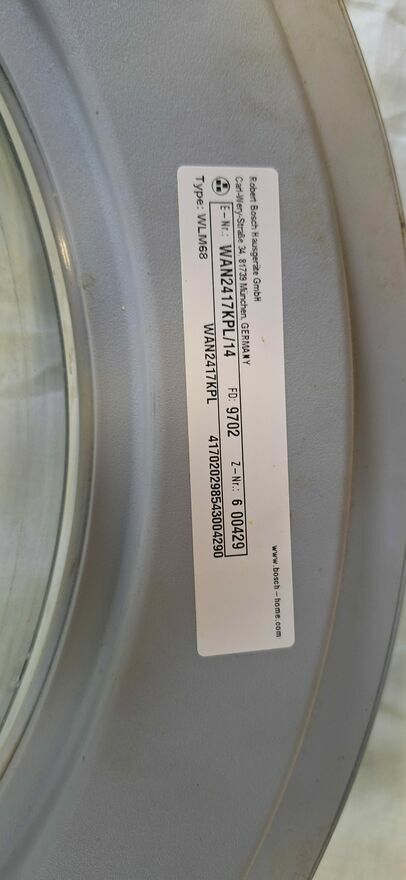 Robert Bosch Hausgeräte GmbH
Carl-Wery-Straße 34, 81739 München, GERMANY
E-Nr.: WAN2417KPL/14 FD: 9702 Z-Nr.: 6 00429
Type: WLM68 WAN2417KPL 417020298543004290
www.bosch-home.com